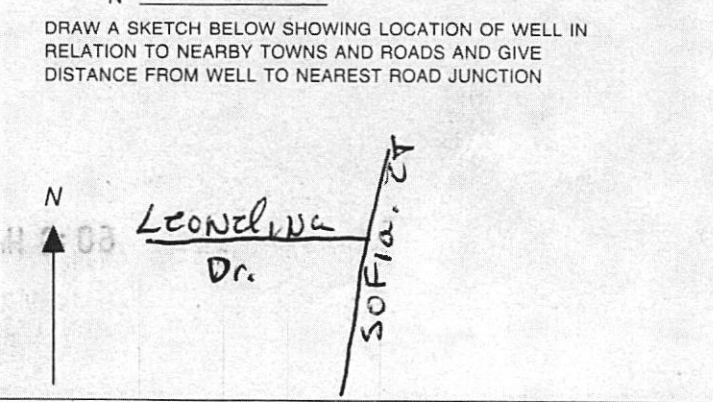 N
DRAW A SKETCH BELOW SHOWING LOCATION OF WELL IN
RELATION TO NEARBY TOWNS AND ROADS AND GIVE
DISTANCE FROM WELL TO NEAREST ROAD JUNCTION
N
Leonelina
Dr.
SOFia. CT